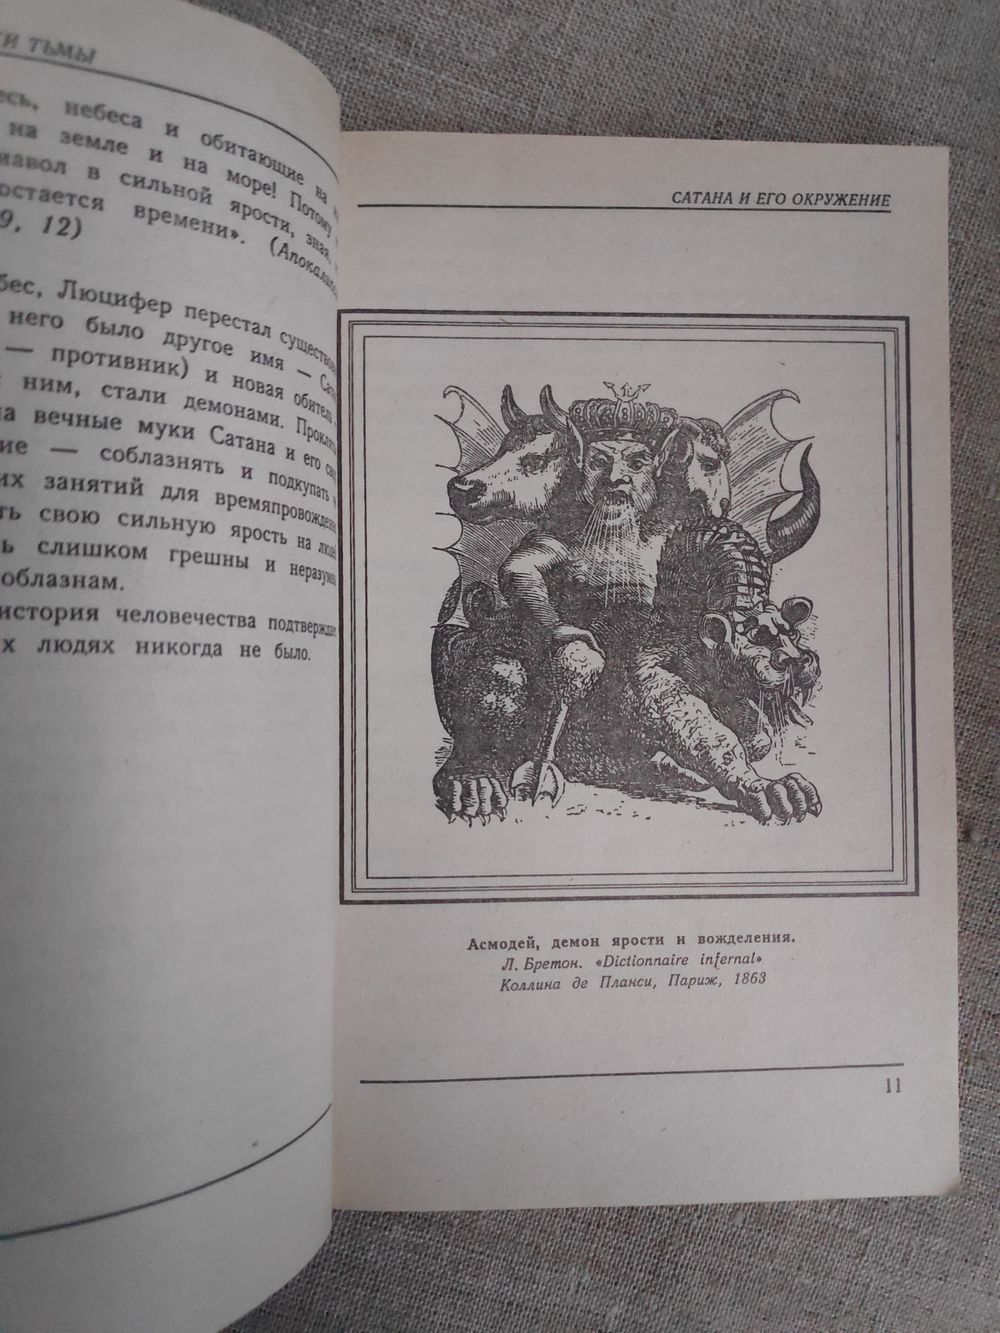 ТЬМЫ
небеса и обитающие на
на земле и на море! Потому
в сильной ярости, зная,
времени». (Апокалипсис
9, 12)
Люцифер перестал
него было другое имя —
— противник) и новая обитель
с ним, стали демонами.
на вечные муки Сатана и его
— соблазнять и подкупать
занятий для времяпровождения
свою сильную ярость на
слишком грешны и неразумны

история человечества
людях никогда не было.
САТАНА И ЕГО ОКРУЖЕНИЕ
Асмодей, демон ярости и вожделения.
Л. Бретон. «Dictionnaire infernal»
Коллина де Планси, Париж, 1863
11